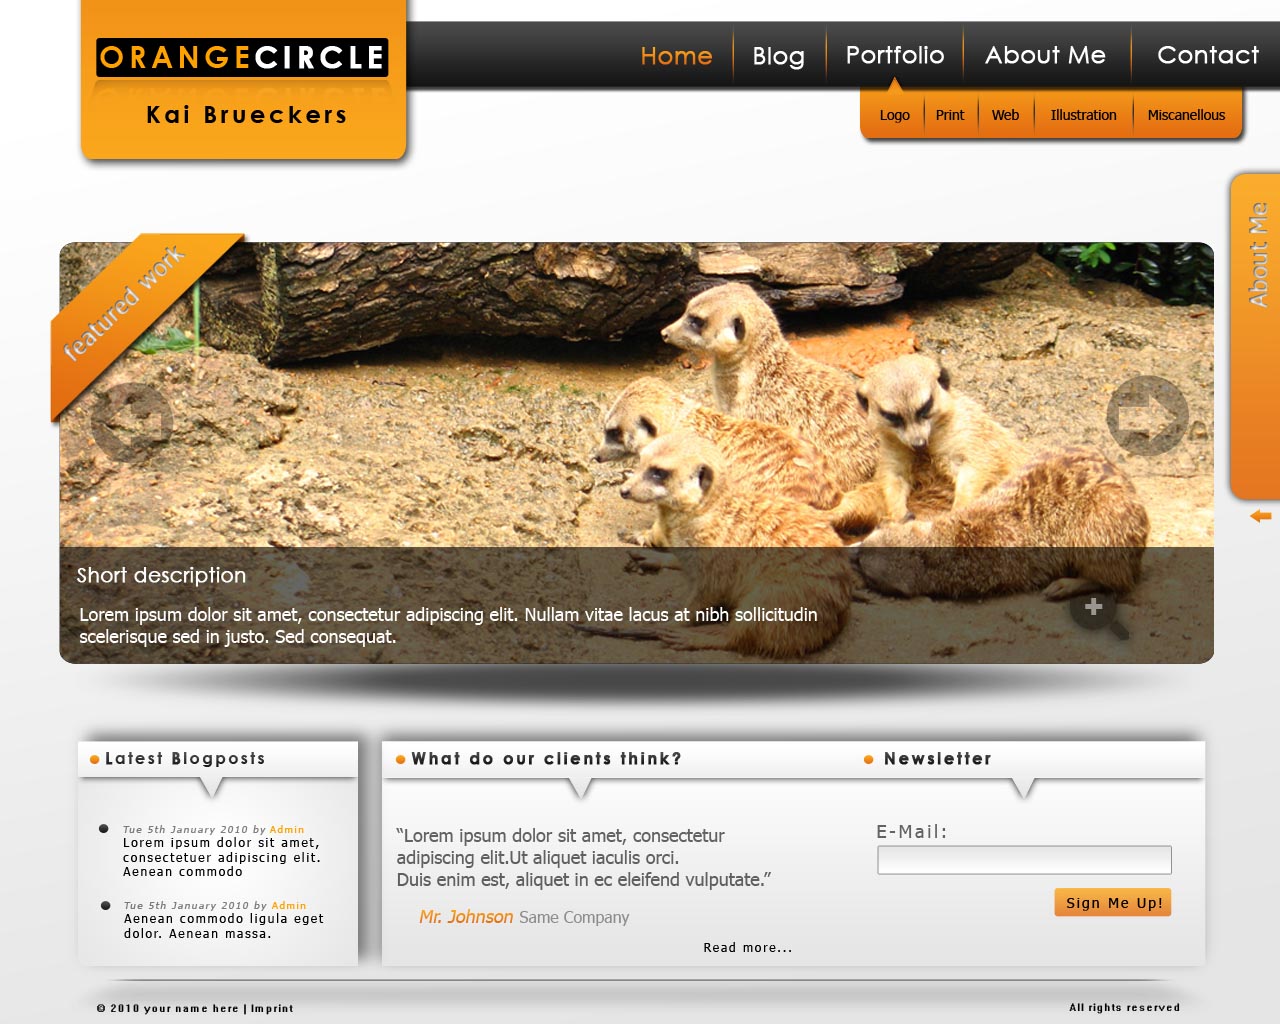 ORANGECIRCLE
Kai Brueckers
Home
Blog
Portfolio
About Me
Contact
Logo
Print
Web
Illustration
Miscanellous
About Me
featured work
Short description
Lorem ipsum dolor sit amet, consectetur adipiscing elit. Nullam vitae lacus at nibh sollicitudin
scelerisque sed in justo. Sed consequat.
Latest Blogposts
Tue 5th January 2010 by Admin
Lorem ipsum dolor sit amet,
consectetuer adipiscing elit.
Aenean commodo
Tue 5th January 2010 by Admin
Aenean commodo ligula eget
dolor. Aenean massa.
What do our clients think?
“Lorem ipsum dolor sit amet, consectetur
adipiscing elit.Ut aliquet iaculis orci.
Duis enim est, aliquet in ec eleifend vulputate.”
Mr. Johnson Same Company
Read more...
Newsletter
E-Mail:
Sign Me Up!
© 2010 your name here | Imprint
All rights reserved